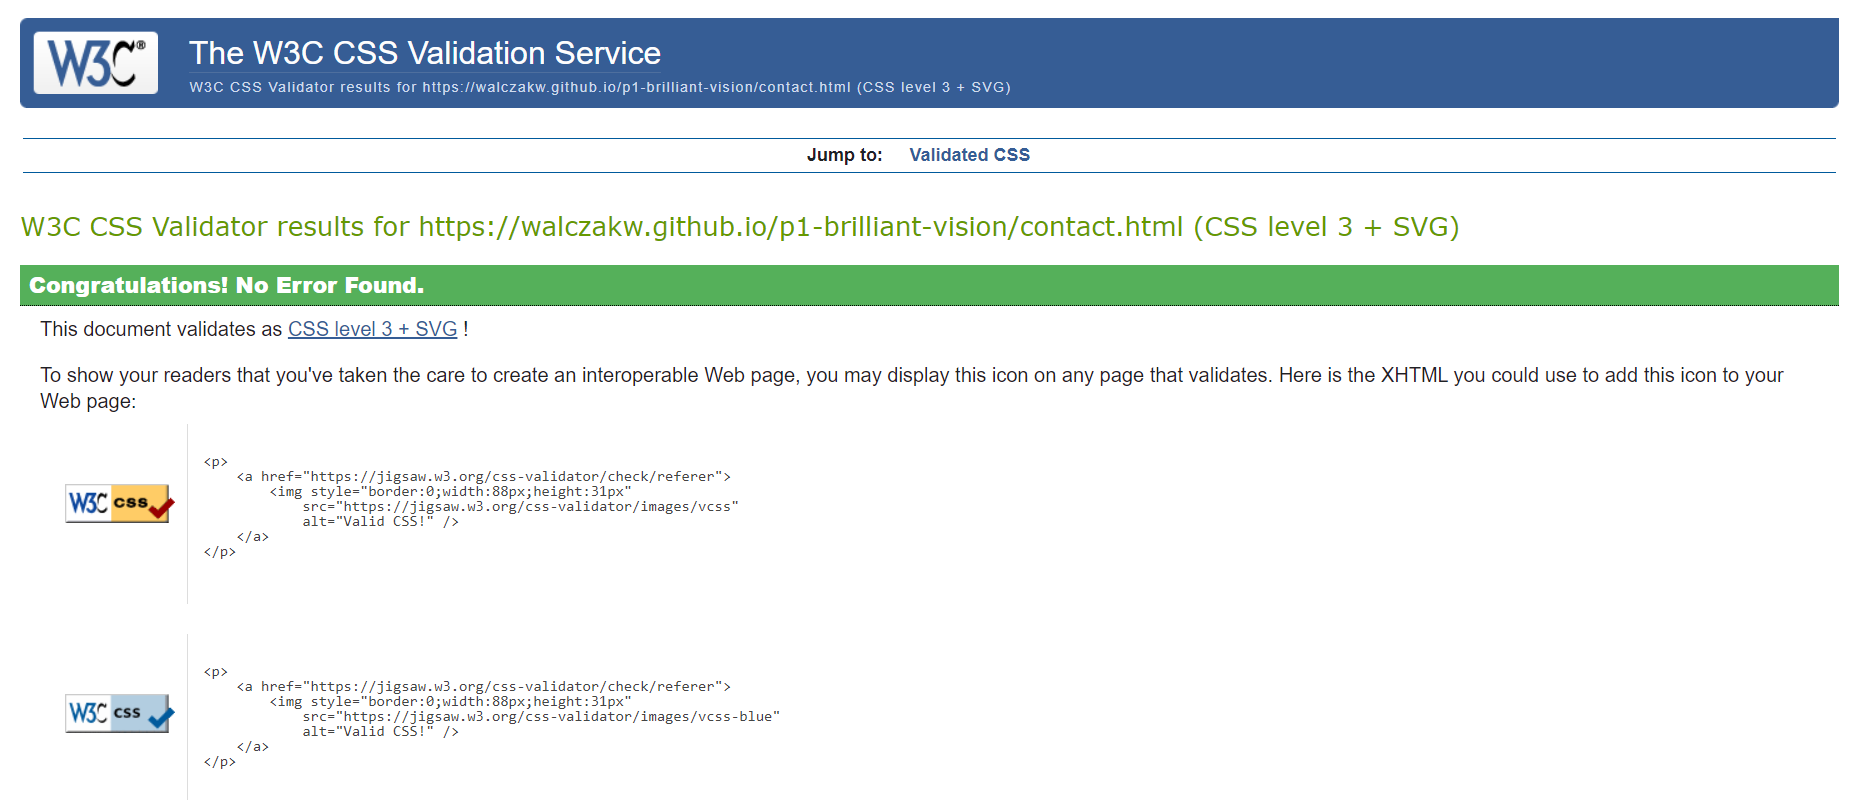 W3C®
The W3C CSS Validation Service
W3C CSS Validator results for https://walczakw.github.io/p1-brilliant-vision/contact.html (CSS level 3 + SVG)
Jump to: Validated CSS
W3C CSS Validator results for https://walczakw.github.io/p1-brilliant-vision/contact.html (CSS level 3 + SVG)
Congratulations! No Error Found.
This document validates as CSS level 3 + SVG !
To show your readers that you've taken the care to create an interoperable Web page, you may display this icon on any page that validates. Here is the XHTML you could use to add this icon to your
Web page:
W3C css
<p>
    <a href="https://jigsaw.w3.org/css-validator/check/referer">
        <img style="border:0;width:88px;height:31px"
            src="https://jigsaw.w3.org/css-validator/images/vcss"
            alt="Valid CSS!" />
    </a>
</p>
W3C css
<p>
    <a href="https://jigsaw.w3.org/css-validator/check/referer">
        <img style="border:0;width:88px;height:31px"
            src="https://jigsaw.w3.org/css-validator/images/vcss-blue"
            alt="Valid CSS!" />
    </a>
</p>